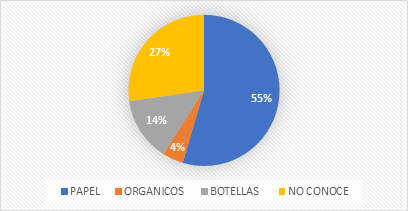 27%
55%
14%
4%
PAPEL ORGANICOS BOTELLAS NO CONOCE